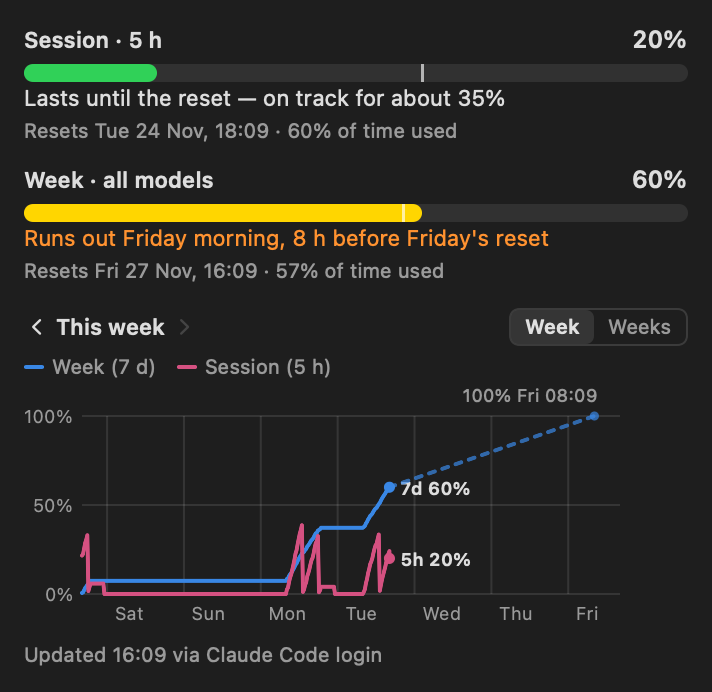 Session · 5 h 20%
Lasts until the reset — on track for about 35%
Resets Tue 24 Nov, 18:09 · 60% of time used
Week · all models 60%
Runs out Friday morning, 8 h before Friday's reset
Resets Fri 27 Nov, 16:09 · 57% of time used
This week Week Weeks
Week (7 d) Session (5 h)
100% Fri 08:09
100%
7d 60%
50%
5h 20%
0%
Sat Sun Mon Tue Wed Thu Fri
Updated 16:09 via Claude Code login